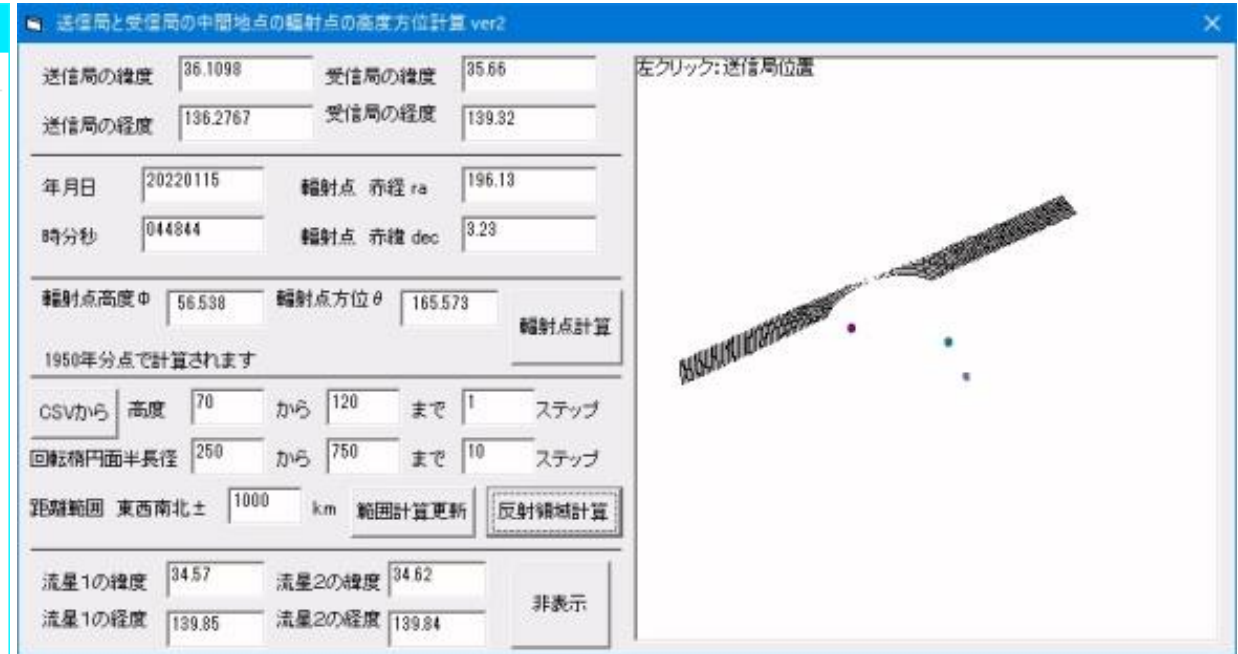 送信局と受信局の中間地点の輻射点の高度方位計算 ver2
送信局の緯度 36.1098 受信局の緯度 35.66
送信局の経度 136.2767 受信局の経度 139.32
年月日 20220115 輻射点 赤経 ra 196.13
時分秒 044844 輻射点 赤緯 dec 3.23
輻射点高度Φ 56.538 輻射点方位θ 165.573 輻射点計算
1950年分点で計算されます
CSVから 高度 70 から 120 まで 1 ステップ
回転楕円面半長径 250 から 750 まで 10 ステップ
距離範囲 東西南北± 1000 km 範囲計算更新 反射領域計算
流星1の緯度 34.57 流星2の緯度 34.62 非表示
流星1の経度 139.85 流星2の経度 139.84
左クリック:送信局位置